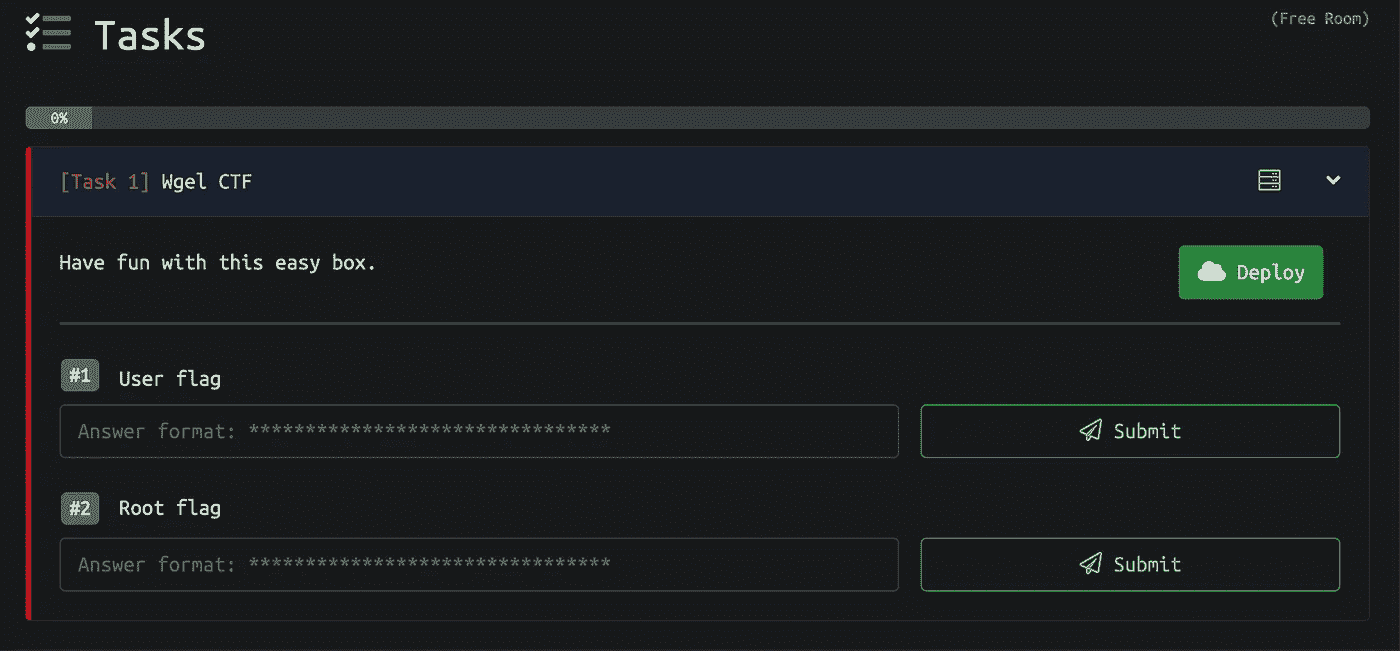 Tasks
(Free Room)
0%
[Task 1] Wgel CTF
Have fun with this easy box.
Deploy
#1 User flag
Answer format: ********************************
Submit
#2 Root flag
Answer format: ********************************
Submit